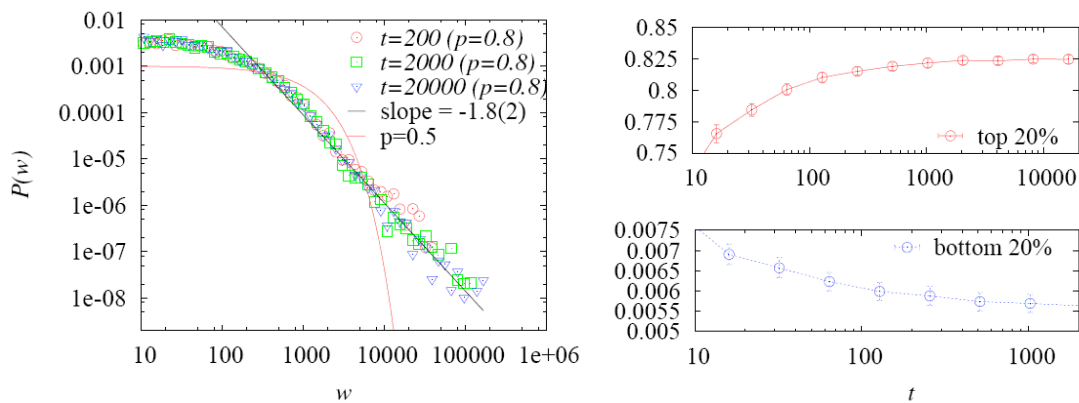 0.01
0.001
0.0001
1e-05
1e-06
1e-07
1e-08
P(w)
t=200 (p=0.8)
t=2000 (p=0.8)
t=20000 (p=0.8)
slope = -1.8(2)
p=0.5
10 100 1000 10000 100000 1e+06
w
0.85
0.825
0.8
0.775
0.75
top 20%
10 100 1000 10000
0.0075
0.007
0.0065
0.006
0.0055
0.005
bottom 20%
10 100 1000
t